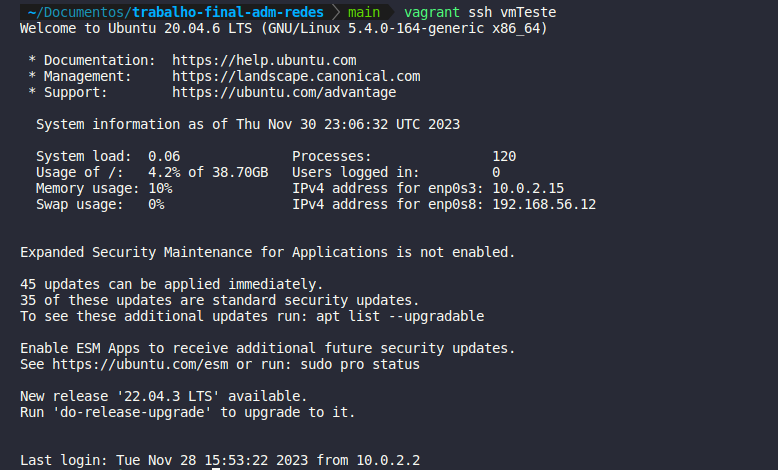 ~/Documentos/trabalho-final-adm-redes > main > vagrant ssh vmTeste
Welcome to Ubuntu 20.04.6 LTS (GNU/Linux 5.4.0-164-generic x86_64)
* Documentation:  https://help.ubuntu.com
* Management:     https://landscape.canonical.com
* Support:        https://ubuntu.com/advantage
System information as of Thu Nov 30 23:06:32 UTC 2023
System load:  0.06               Processes:               120
Usage of /:   4.2% of 38.70GB   Users logged in:         0
Memory usage: 10%               IPv4 address for enp0s3: 10.0.2.15
Swap usage:   0%                IPv4 address for enp0s8: 192.168.56.12
Expanded Security Maintenance for Applications is not enabled.
45 updates can be applied immediately.
35 of these updates are standard security updates.
To see these additional updates run: apt list --upgradable
Enable ESM Apps to receive additional future security updates.
See https://ubuntu.com/esm or run: sudo pro status
New release '22.04.3 LTS' available.
Run 'do-release-upgrade' to upgrade to it.
Last login: Tue Nov 28 15:53:22 2023 from 10.0.2.2